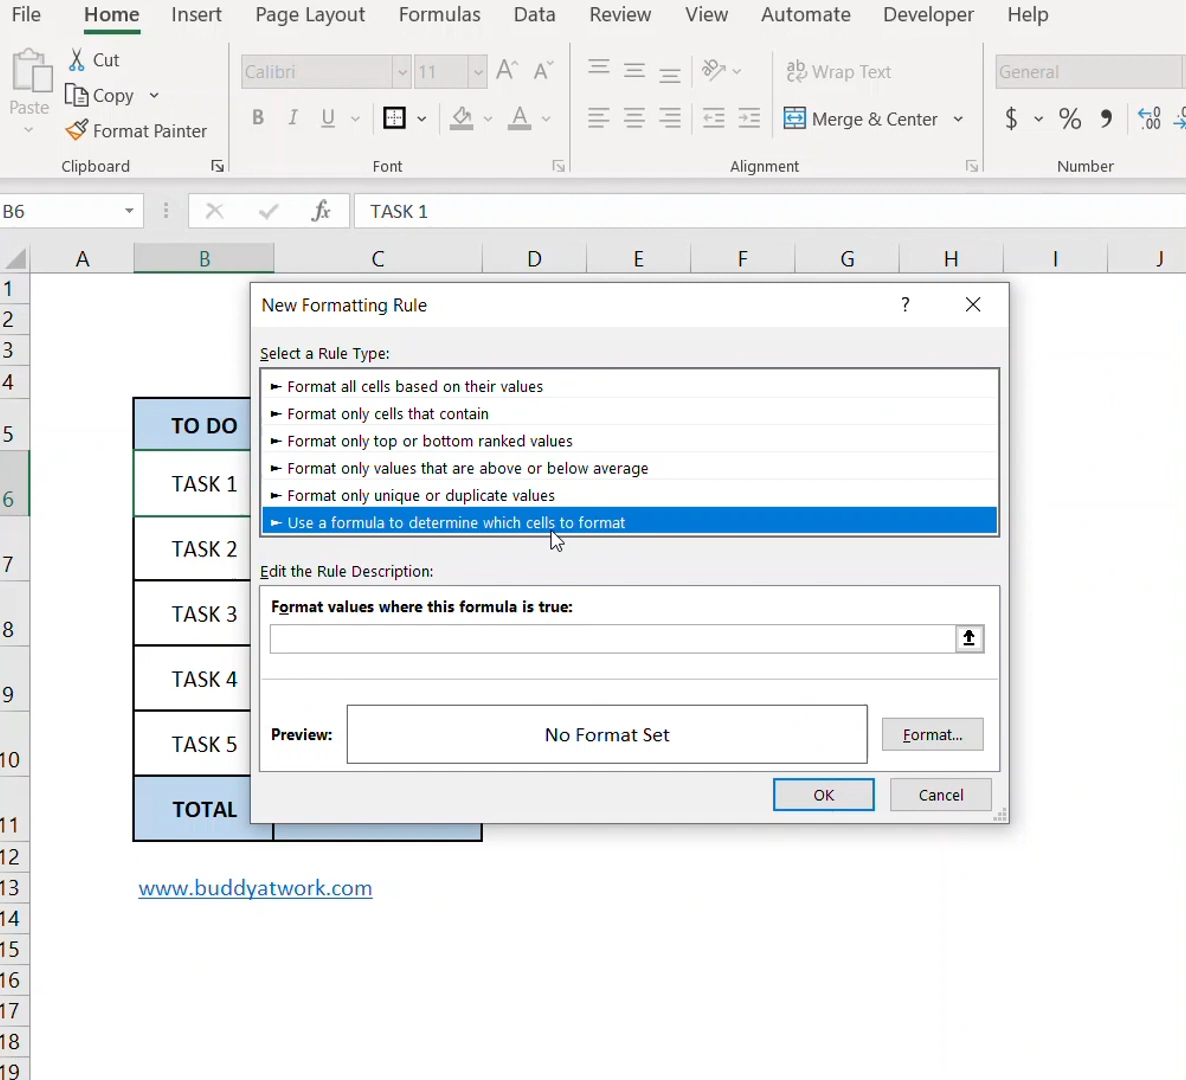 File Home Insert Page Layout Formulas Data Review View Automate Developer Help
Paste
Cut
Copy
Format Painter
Clipboard
Calibri 11
B I U A
Font
ab Wrap Text
Merge & Center
Alignment
General
$ % , .00
Number
B6 fx TASK 1
A B C D E F G H I J
1
2
3
4
5 TO DO
6 TASK 1
7 TASK 2
8 TASK 3
9 TASK 4
10 TASK 5
11 TOTAL
12
13 www.buddyatwork.com
14
15
16
17
18
19
New Formatting Rule ?
Select a Rule Type:
► Format all cells based on their values
► Format only cells that contain
► Format only top or bottom ranked values
► Format only values that are above or below average
► Format only unique or duplicate values
► Use a formula to determine which cells to format
Edit the Rule Description:
Format values where this formula is true:
Preview: No Format Set Format...
OK Cancel